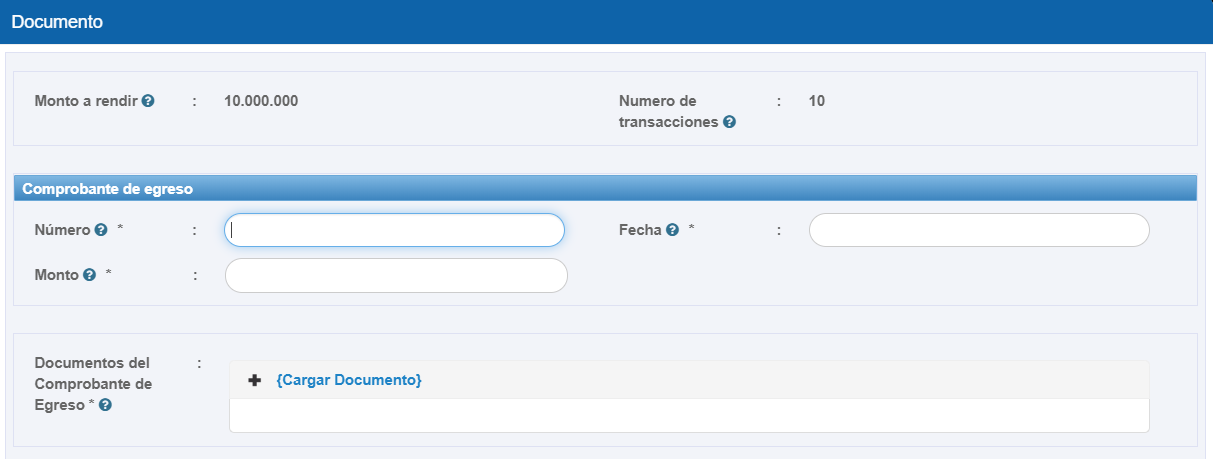 Documento
Monto a rendir : 10.000.000
Numero de transacciones : 10
Comprobante de egreso
Número * :
Fecha * :
Monto * :
Documentos del :
Comprobante de
Egreso *
{Cargar Documento}